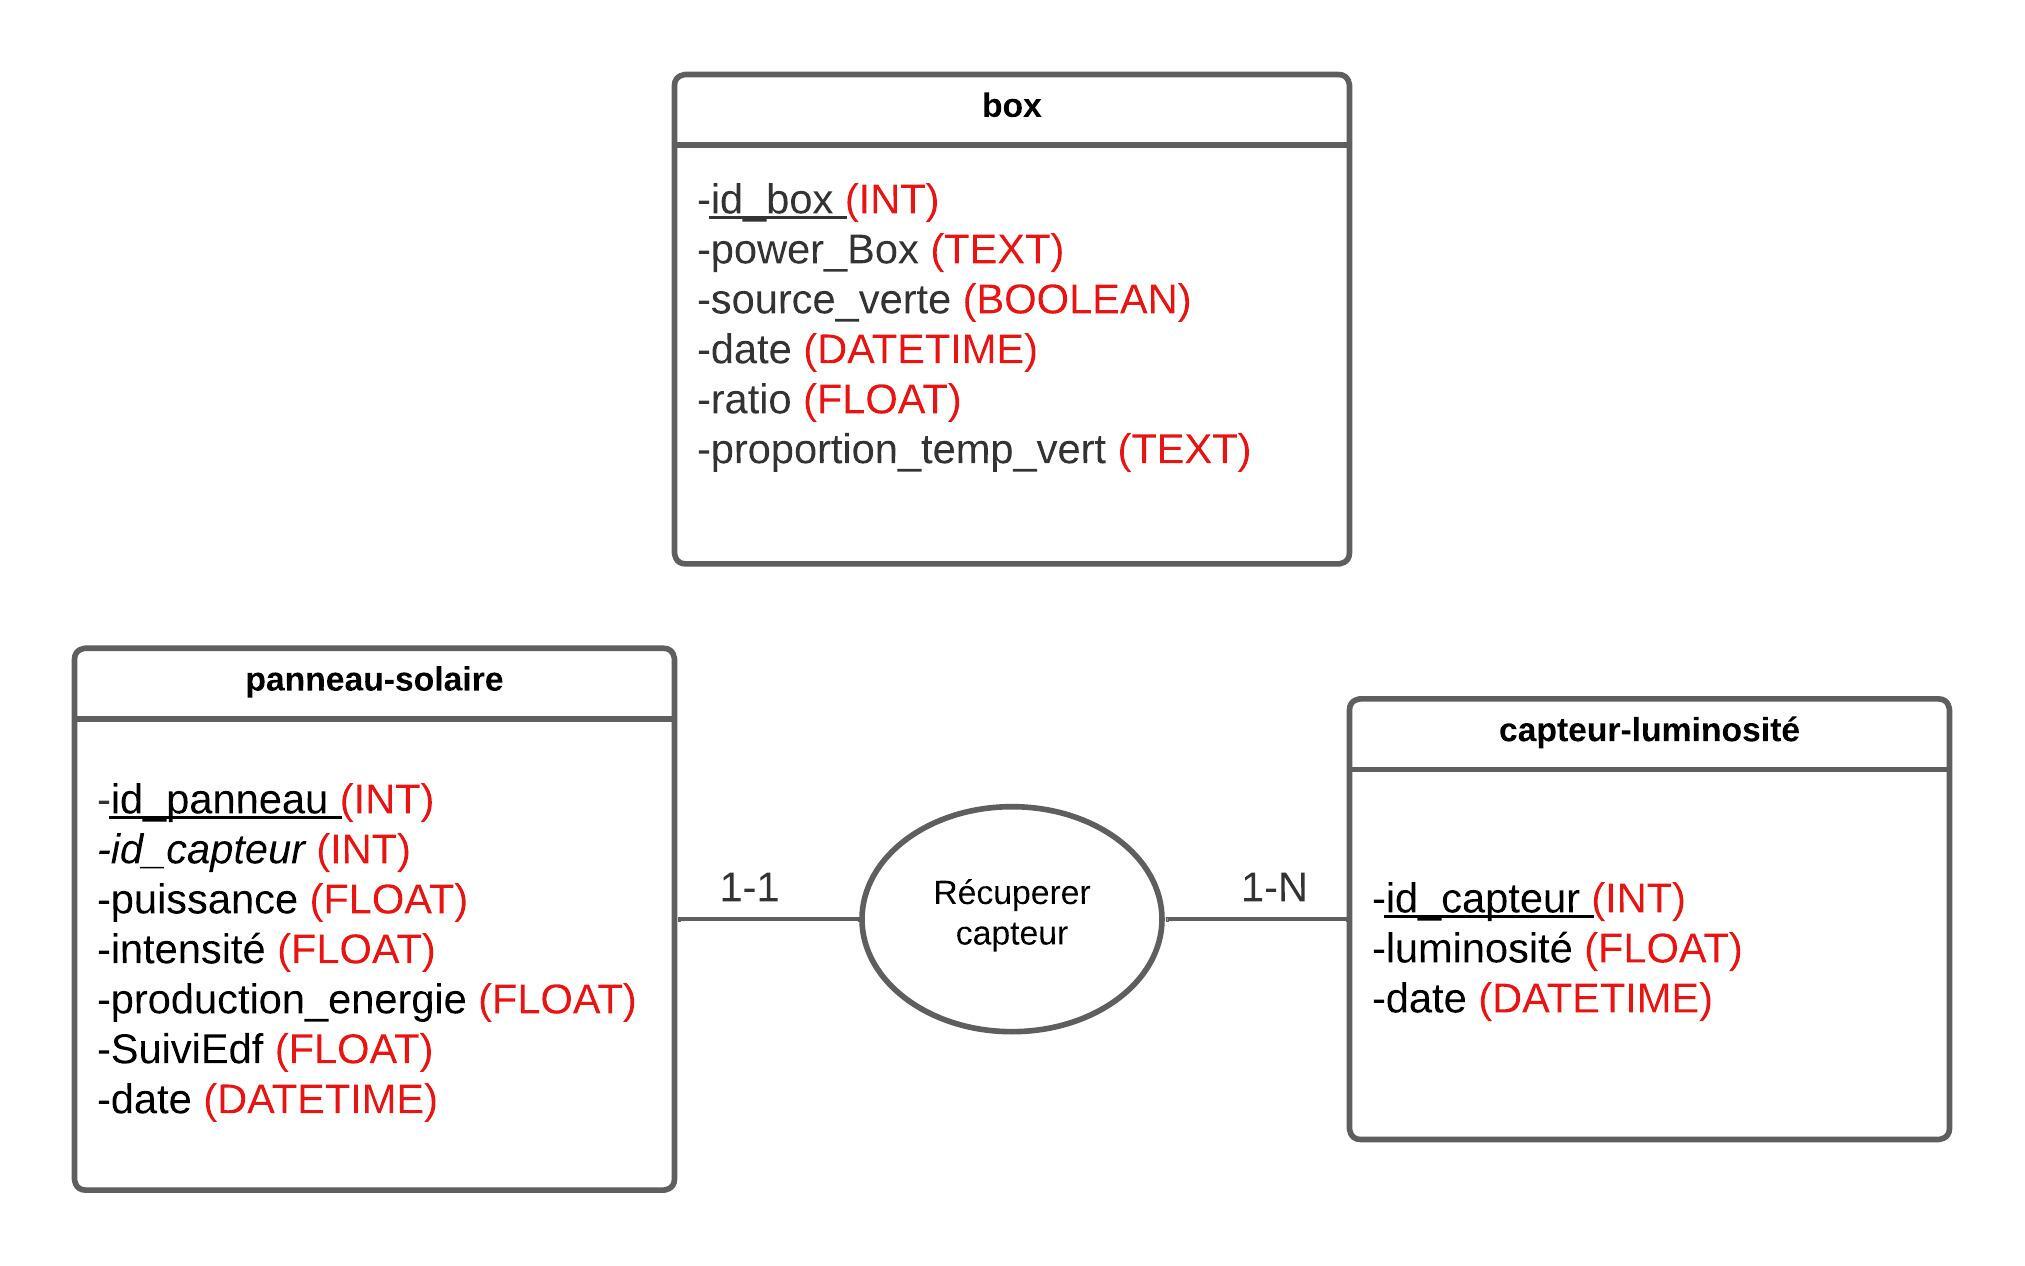 box
-id_box (INT)
-power_Box (TEXT)
-source_verte (BOOLEAN)
-date (DATETIME)
-ratio (FLOAT)
-proportion_temp_vert (TEXT)
panneau-solaire
-id_panneau (INT)
-id_capteur (INT)
-puissance (FLOAT)
-intensité (FLOAT)
-production_energie (FLOAT)
-SuiviEdf (FLOAT)
-date (DATETIME)
1-1
Récuperer
capteur
1-N
capteur-luminosité
-id_capteur (INT)
-luminosité (FLOAT)
-date (DATETIME)